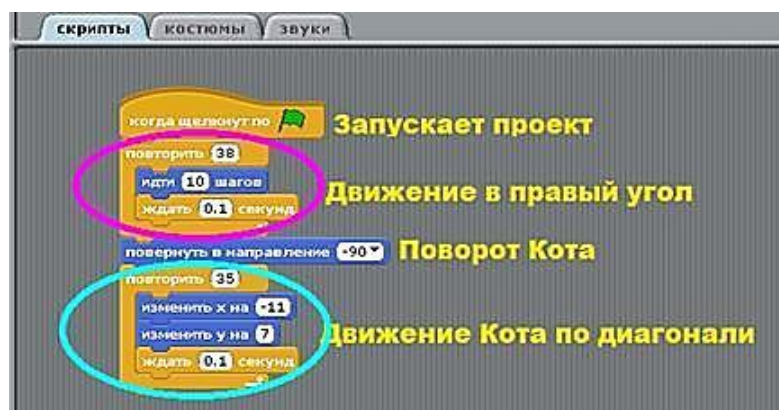 скрипты костюмы звуки
когда щелкнут по Запускает проект
повторить 38
идти 10 шагов
Движение в правый угол
ждать 0.1 секунд
повернуть в направление -90 Поворот Кота
повторить 35
изменить x на -11
изменить y на 7 Движение Кота по диагонали
ждать 0.1 секунд